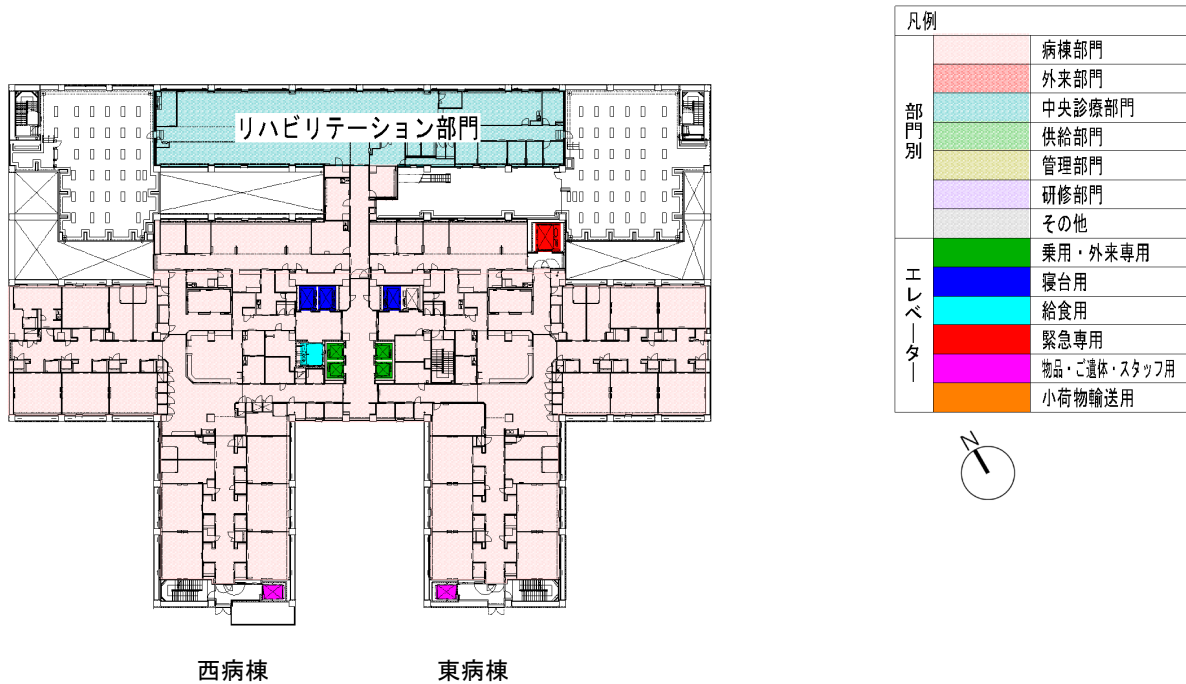 リハビリテーション部門
西病棟
東病棟
凡例
部門別
病棟部門
外来部門
中央診療部門
供給部門
管理部門
研修部門
その他
エレベーター
乗用・外来専用
寝台用
給食用
緊急専用
物品・ご遺体・スタッフ用
小荷物輸送用
N